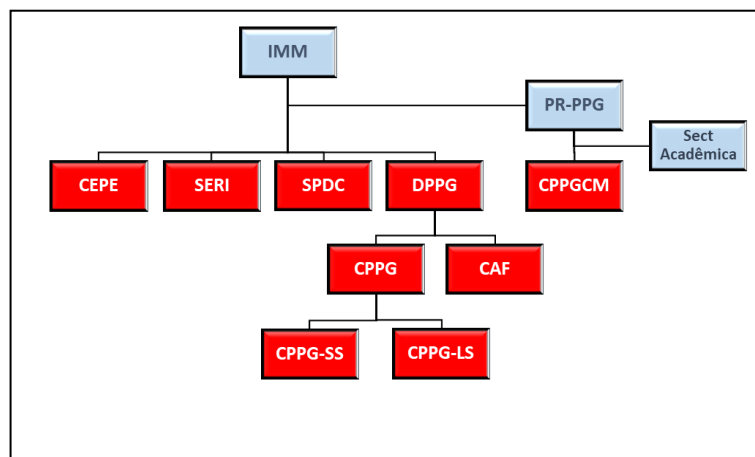 IMM
PR-PPG
Sect
Acadêmica
CEPE
SERI
SPDC
DPPG
CPPGCM
CPPG
CAF
CPPG-SS
CPPG-LS